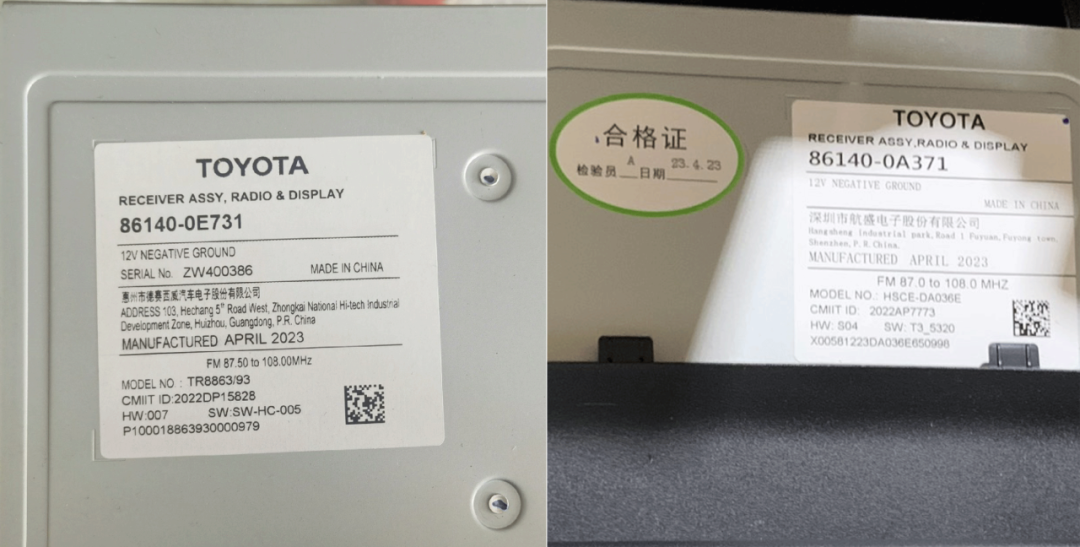 TOYOTA
RECEIVER ASSY, RADIO & DISPLAY
86140-0E731
12V NEGATIVE GROUND
SERIAL No. ZW400386 MADE IN CHINA
惠州市德赛西威汽车电子股份有限公司
ADDRESS 103, Hechang 5th Road West, Zhongkai National Hi-tech Industrial
Development Zone, Huizhou, Guangdong, P.R. China
MANUFACTURED APRIL 2023
FM 87.50 to 108.00MHz
MODEL NO : TR8863/93
CMIIT ID:2022DP15828
HW:007 SW:SW-HC-005
P100018863930000979
合格证
检验员 A 日期 23.4.23
TOYOTA
RECEIVER ASSY,RADIO & DISPLAY
86140-0A371
12V NEGATIVE GROUND
MADE IN CHINA
深圳市航盛电子股份有限公司
Hangsheng industrial park,Road 1 Fuyuan,Fuyong town,
Shenzhen,P.R.China.
MANUFACTURED APRIL 2023
FM 87.0 to 108.0 MHZ
MODEL NO.: HSCE-DA036E
CMIIT ID: 2022AP7773
HW: S04 SW: T3_5320
X00581223DA036E650998